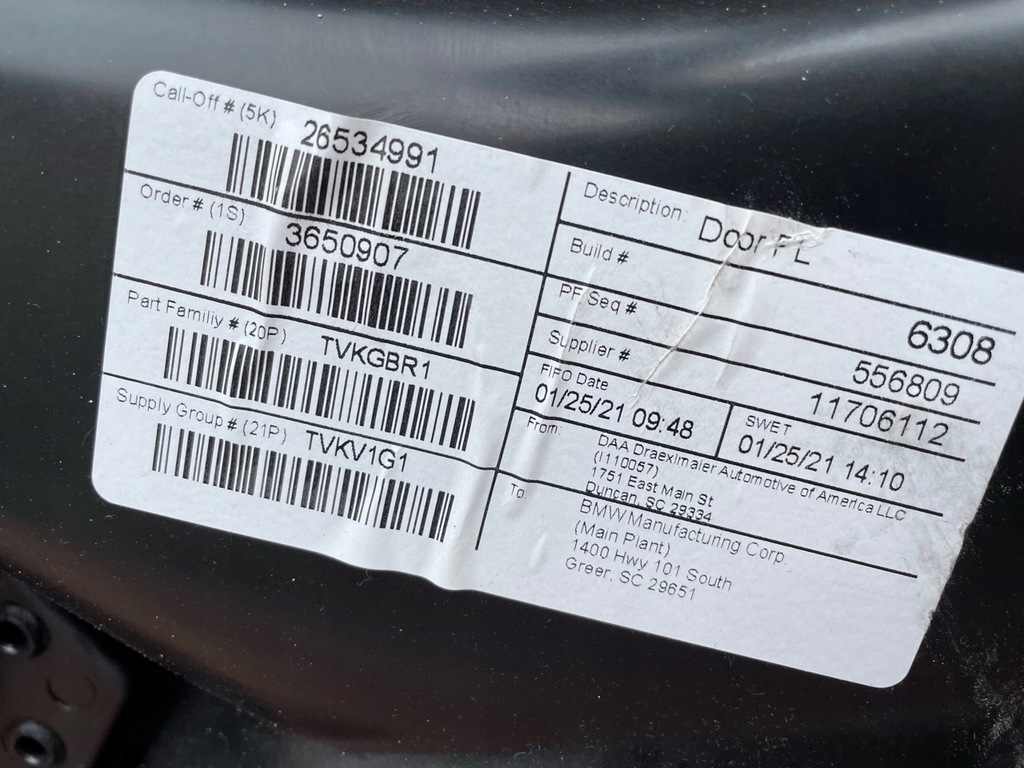 Call-Off # (5K)
26534991
Order # (1S)
3650907
Part Familiy # (20P)
TVKGBR1
Supply Group # (21P)
TVKV1G1
Description:
Door FL
Build #
6308
PF Seq #
556809
Supplier #
11706112
FIFO Date
01/25/21 09:48
SWET
01/25/21 14:10
From:
DAA Draexlmaier Automotive of America LLC
(I110057)
1751 East Main St
Duncan, SC 29334
To:
BMW Manufacturing Corp.
(Main Plant)
1400 Hwy 101 South
Greer, SC 29651